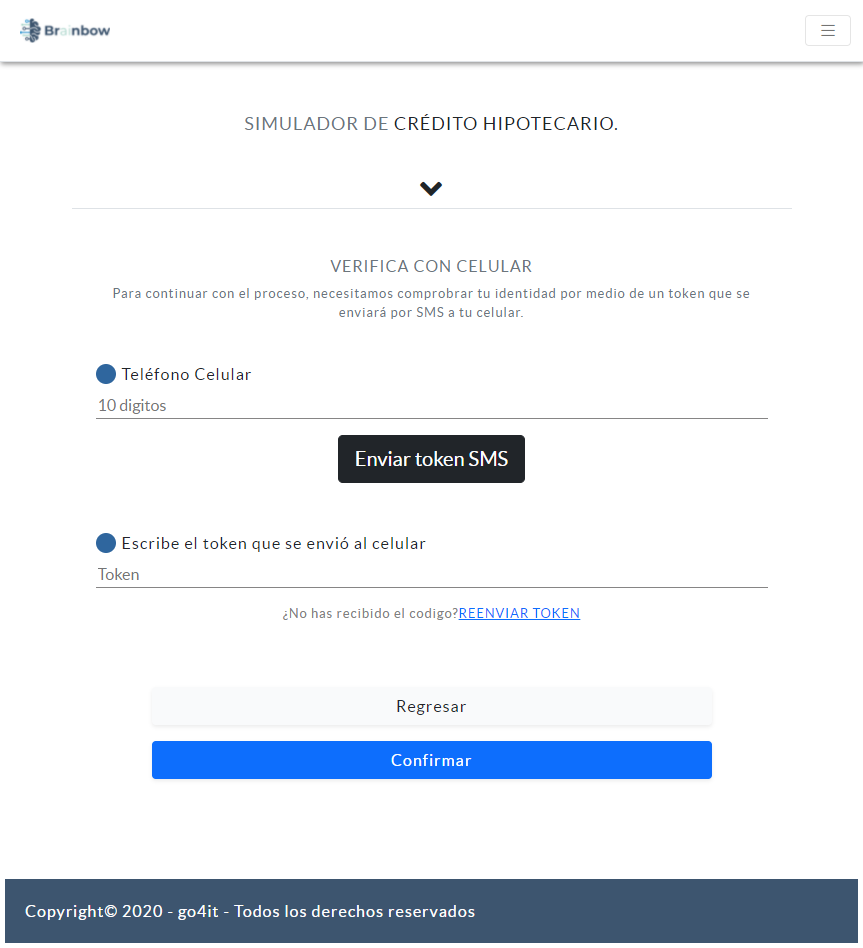 Brainbow
SIMULADOR DE CRÉDITO HIPOTECARIO.
VERIFICA CON CELULAR
Para continuar con el proceso, necesitamos comprobrar tu identidad por medio de un token que se
enviará por SMS a tu celular.
Teléfono Celular
10 digitos
Enviar token SMS
Escribe el token que se envió al celular
Token
¿No has recibido el codigo?REENVIAR TOKEN
Regresar
Confirmar
Copyright© 2020 - go4it - Todos los derechos reservados